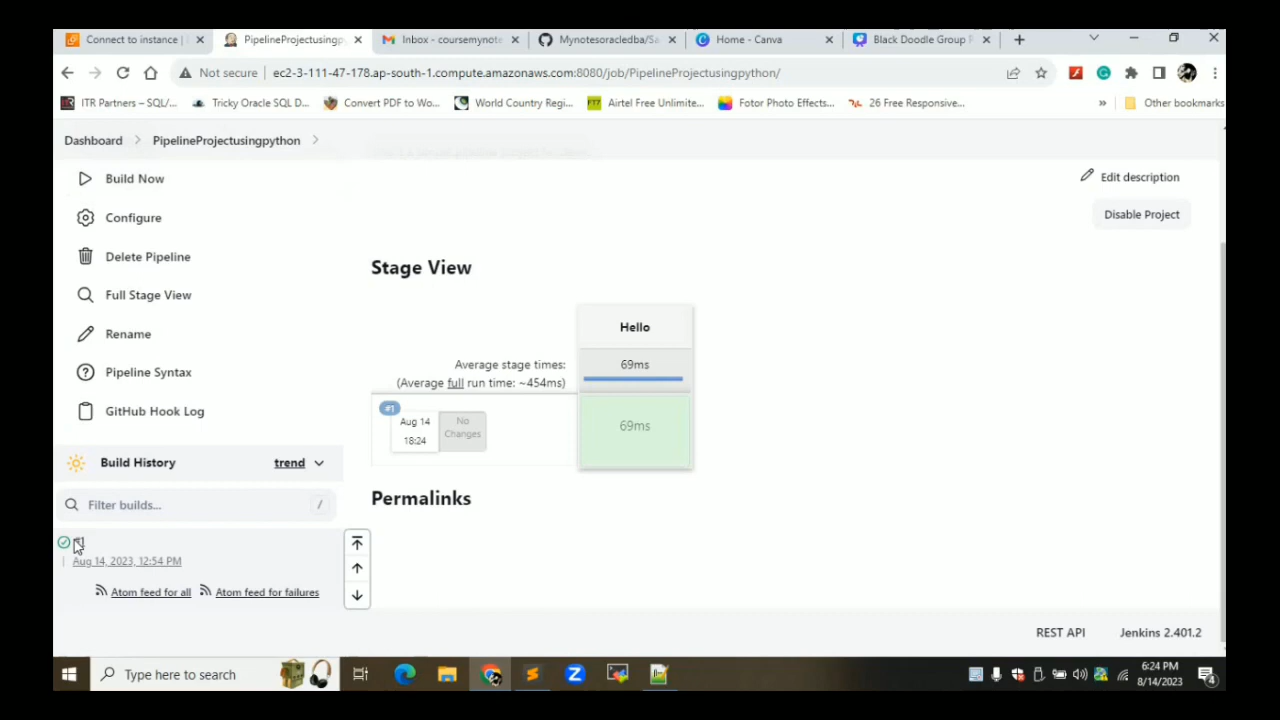 Connect to instance |
PipelineProjectusingp
Inbox - coursemynote
Mynotesoracledba/Sa
Home - Canva
Black Doodle Group P
Not secure | ec2-3-111-47-178.ap-south-1.compute.amazonaws.com:8080/job/PipelineProjectusingpython/
ITR Partners – SQL/...
Tricky Oracle SQL D...
Convert PDF to Wo...
World Country Regi...
Airtel Free Unlimite...
Fotor Photo Effects...
26 Free Responsive...
»
Other bookmarks
Dashboard > PipelineProjectusingpython >
Build Now
Edit description
Configure
Disable Project
Delete Pipeline
Stage View
Full Stage View
Hello
Rename
Average stage times:
69ms
(Average full run time: ~454ms)
Pipeline Syntax
GitHub Hook Log
#1
Aug 14
18:24
No
Changes
69ms
Build History
trend
Permalinks
Filter builds...
/
Aug 14, 2023, 12:54 PM
Atom feed for all
Atom feed for failures
REST API
Jenkins 2.401.2
Type here to search
6:24 PM
8/14/2023
4